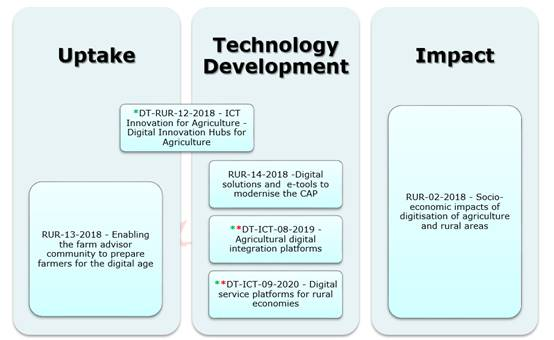 Uptake
Technology
Development
Impact
*DT-RUR-12-2018 - ICT
Innovation for Agriculture -
Digital Innovation Hubs for
Agriculture
RUR-14-2018 -Digital
solutions and e-tools to
modernise the CAP
RUR-13-2018 - Enabling
the farm advisor
community to prepare
farmers for the digital age
**DT-ICT-08-2019 -
Agricultural digital
integration platforms
**DT-ICT-09-2020 - Digital
service platforms for rural
economies
RUR-02-2018 - Socio-
economic impacts of
digitisation of agriculture
and rural areas